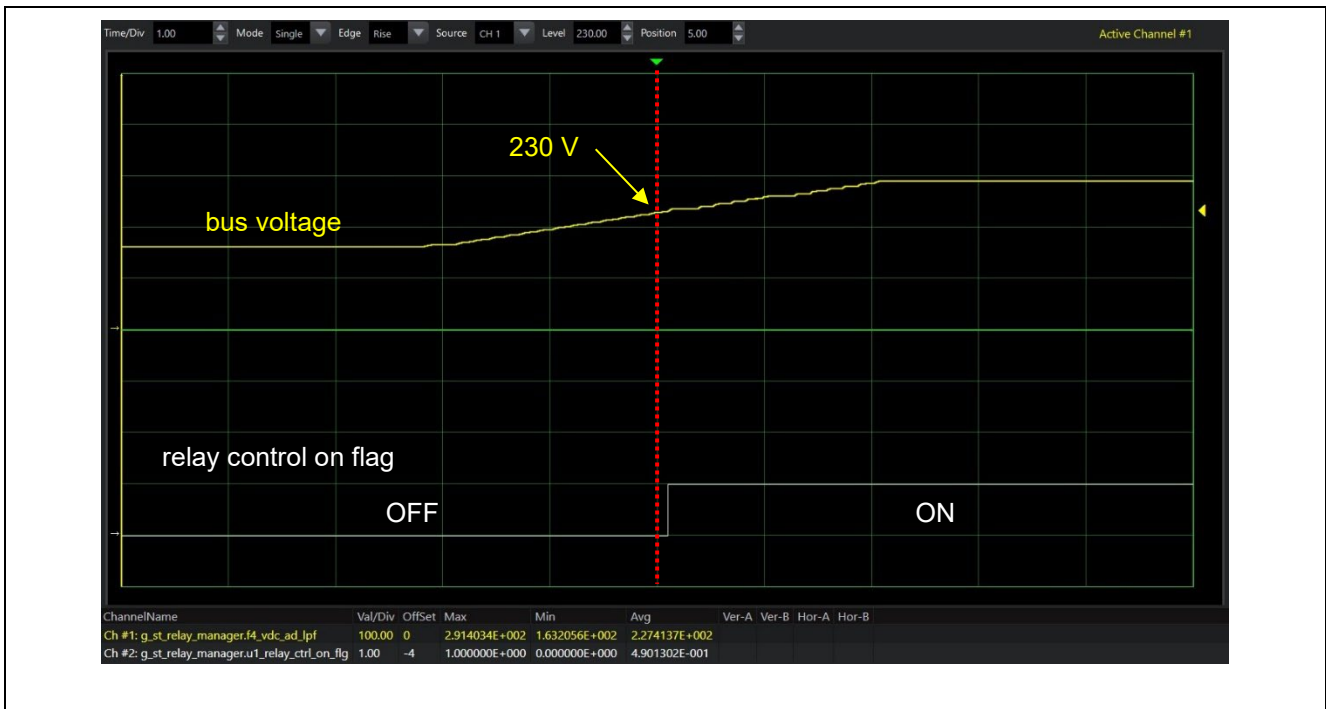 Time/Div 1.00 Mode Single Edge Rise Source CH 1 Level 230.00 Position 5.00 Active Channel #1
230 V
bus voltage
relay control on flag
OFF ON
ChannelName Val/Div OffSet Max Min Avg Ver-A Ver-B Hor-A Hor-B
Ch #1: g_st_relay_manager.f4_vdc_ad_lpf 100.00 0 2.914034E+002 1.632056E+002 2.274137E+002
Ch #2: g_st_relay_manager.u1_relay_ctrl_on_flg 1.00 -4 1.000000E+000 0.000000E+000 4.901302E-001